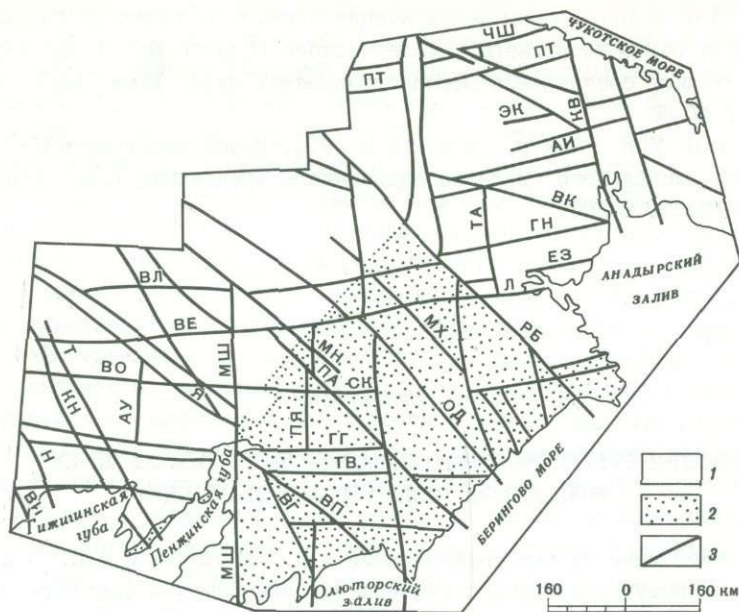 ЧШ
ЧУКОТСКОЕ МОРЕ
ПТ
ПТ
ЭК
КВ
АИ
ВК
ТА
ГН
ЕЗ
Л
АНАДЫРСКИЙ
ЗАЛИВ
ВЛ
ВЕ
МШ
МН
ПА
МХ
РБ
Т
ВО
СК
КН
АУ
Я
ПЯ
ОД
ГГ
ТВ.
Н
ВЧ
Гижигинская
губа
Пенжинская губа
ВГ
ВП
МШ
БЕРИНГОВО МОРЕ
Олюторский
залив
1
2
3
160 0 160 км